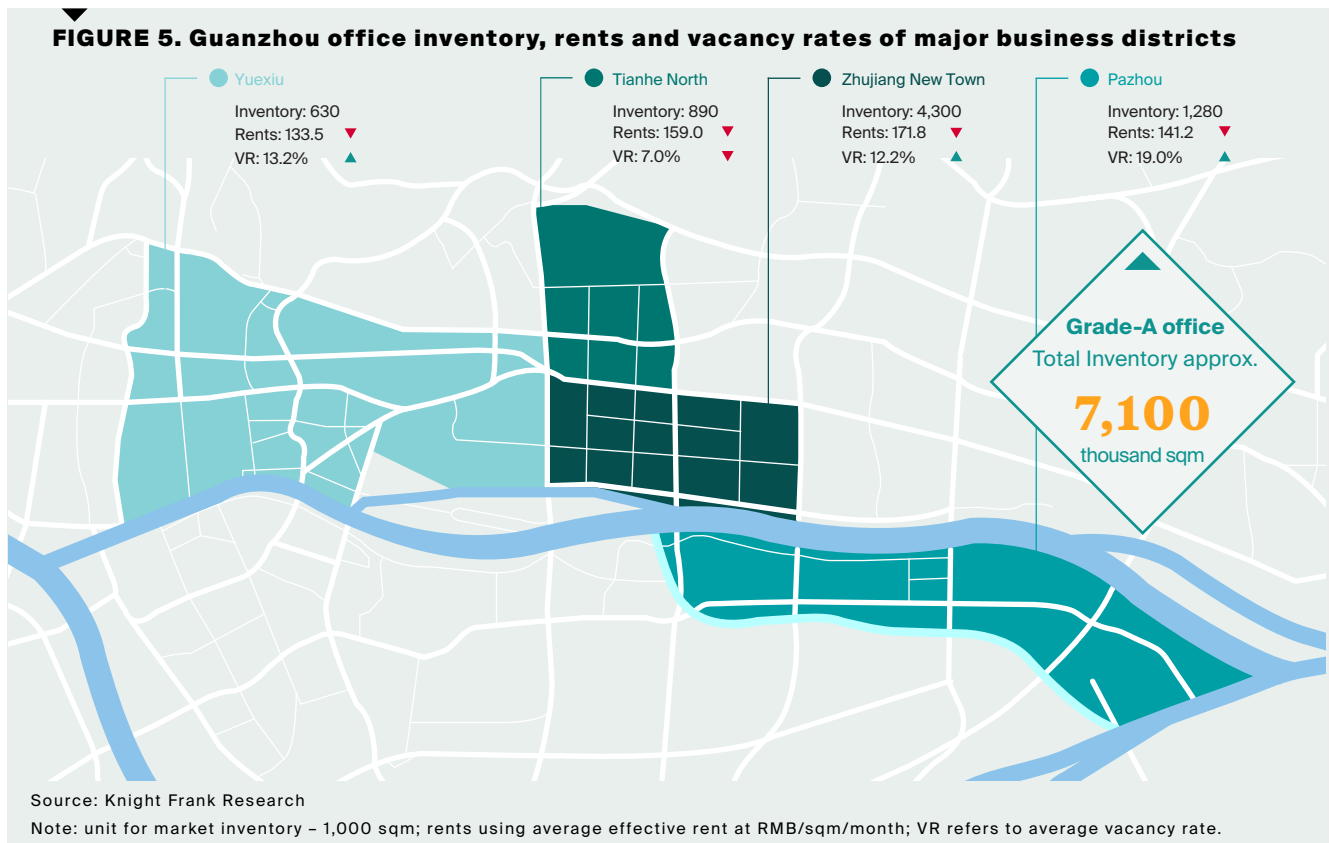 FIGURE 5. Guanzhou office inventory, rents and vacancy rates of major business districts
Yuexiu
Inventory: 630
Rents: 133.5
VR: 13.2%
Tianhe North
Inventory: 890
Rents: 159.0
VR: 7.0%
Zhujiang New Town
Inventory: 4,300
Rents: 171.8
VR: 12.2%
Pazhou
Inventory: 1,280
Rents: 141.2
VR: 19.0%
Grade-A office
Total Inventory approx.
7,100
thousand sqm
Source: Knight Frank Research
Note: unit for market inventory – 1,000 sqm; rents using average effective rent at RMB/sqm/month; VR refers to average vacancy rate.